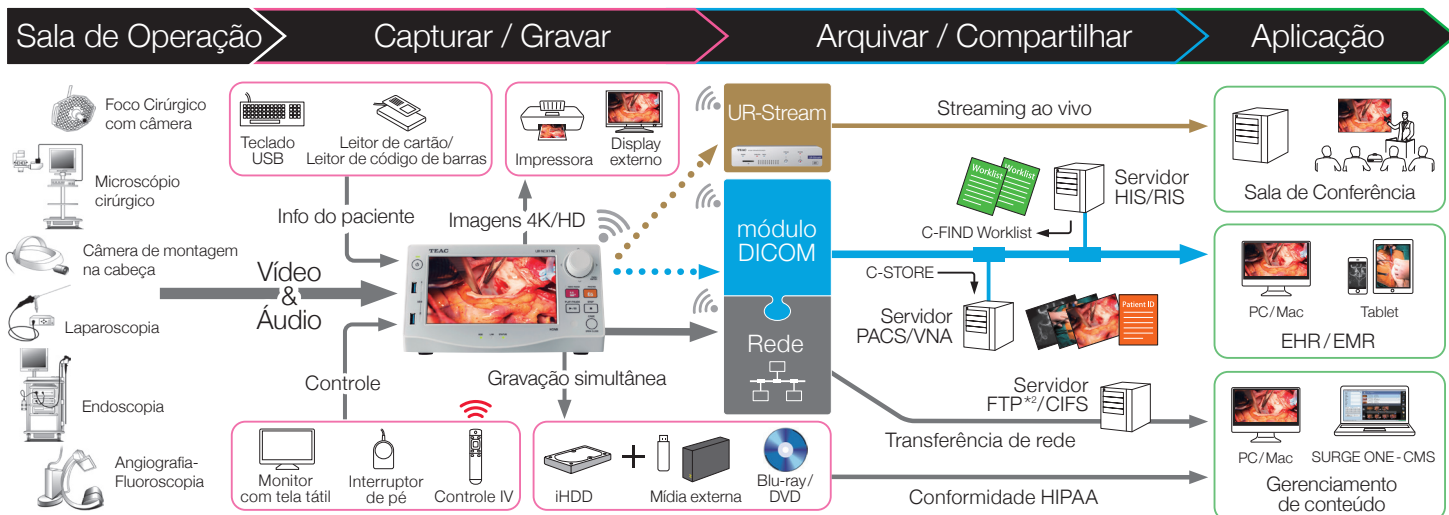 Sala de Operação
Capturar / Gravar
Arquivar / Compartilhar
Aplicação
Foco Cirúrgico
com câmera
Microscópio
cirúrgico
Câmera de montagem
na cabeça
Laparoscopia
Endoscopia
Angiografia-
Fluoroscopia
Vídeo
&
Áudio
Teclado
USB
Leitor de cartão/
Leitor de código de barras
Info do paciente
Impressora
Display
externo
Imagens 4K/HD
TEAC
Controle
Gravação simultânea
Monitor
com tela tátil
Interruptor
de pé
Controle IV
iHDD
+
Mídia externa
Blu-ray/
DVD
UR-Stream
TEAC
módulo
DICOM
Rede
Streaming ao vivo
Worklist
Worklist
Servidor
HIS/RIS
C-FIND Worklist
C-STORE
Servidor
PACS/VNA
Patient ID
Servidor
FTP*2/CIFS
Transferência de rede
Conformidade HIPAA
Sala de Conferência
PC/Mac
Tablet
EHR/EMR
PC/Mac
SURGE ONE-CMS
Gerenciamento
de conteúdo